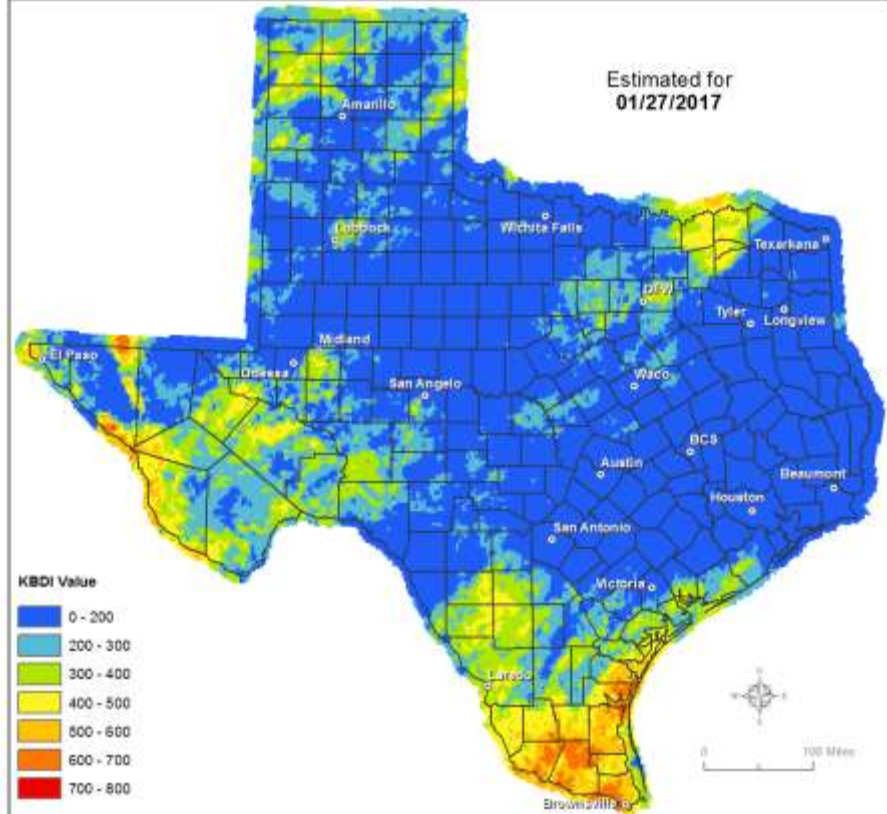 Estimated for
01/27/2017
Amarillo
Lubbock
Wichita Falls
Texarkana
DFW
Tyler
Longview
El Paso
Midland
Odessa
San Angelo
Waco
BCS
Austin
Beaumont
Houston
San Antonio
Victoria
Laredo
Brownsville
KBDI Value
0 - 200
200 - 300
300 - 400
400 - 500
500 - 600
600 - 700
700 - 800
N
W
E
S
0
100 Miles